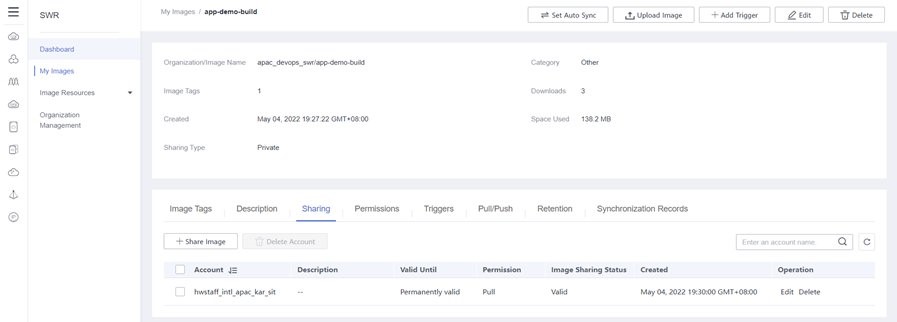 SWR
My Images / app-demo-build
Set Auto Sync
Upload Image
Add Trigger
Edit
Delete
Dashboard
My Images
Image Resources
Organization
Management
Organization/Image Name apac_devops_swr/app-demo-build Category Other
Image Tags 1 Downloads 3
Created May 04, 2022 19:27:22 GMT+08:00 Space Used 138.2 MB
Sharing Type Private
Image Tags Description Sharing Permissions Triggers Pull/Push Retention Synchronization Records
Share Image Delete Account Enter an account name.
Account Description Valid Until Permission Image Sharing Status Created Operation
hwstaff_intl_apac_kar_sit -- Permanently valid Pull Valid May 04, 2022 19:30:00 GMT+08:00 Edit Delete